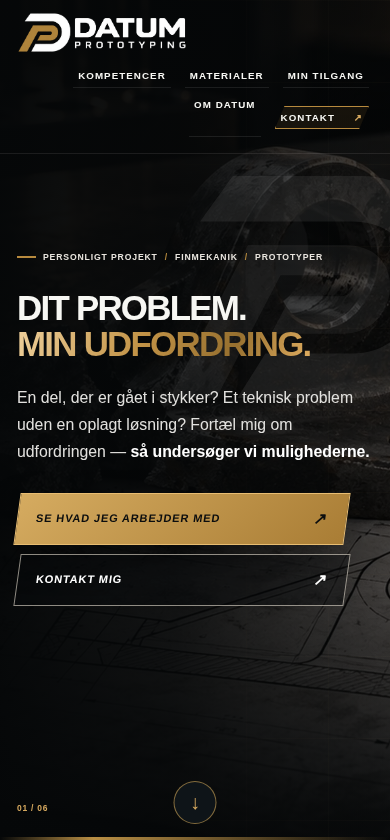 DATUM
PROTOTYPING
KOMPETENCER MATERIALER MIN TILGANG
OM DATUM KONTAKT ↗
PERSONLIGT PROJEKT / FINMEKANIK / PROTOTYPER
DIT PROBLEM.
MIN UDFORDRING.
En del, der er gået i stykker? Et teknisk problem
uden en oplagt løsning? Fortæl mig om
udfordringen — så undersøger vi mulighederne.
SE HVAD JEG ARBEJDER MED ↗
KONTAKT MIG ↗
01 / 06 ↓